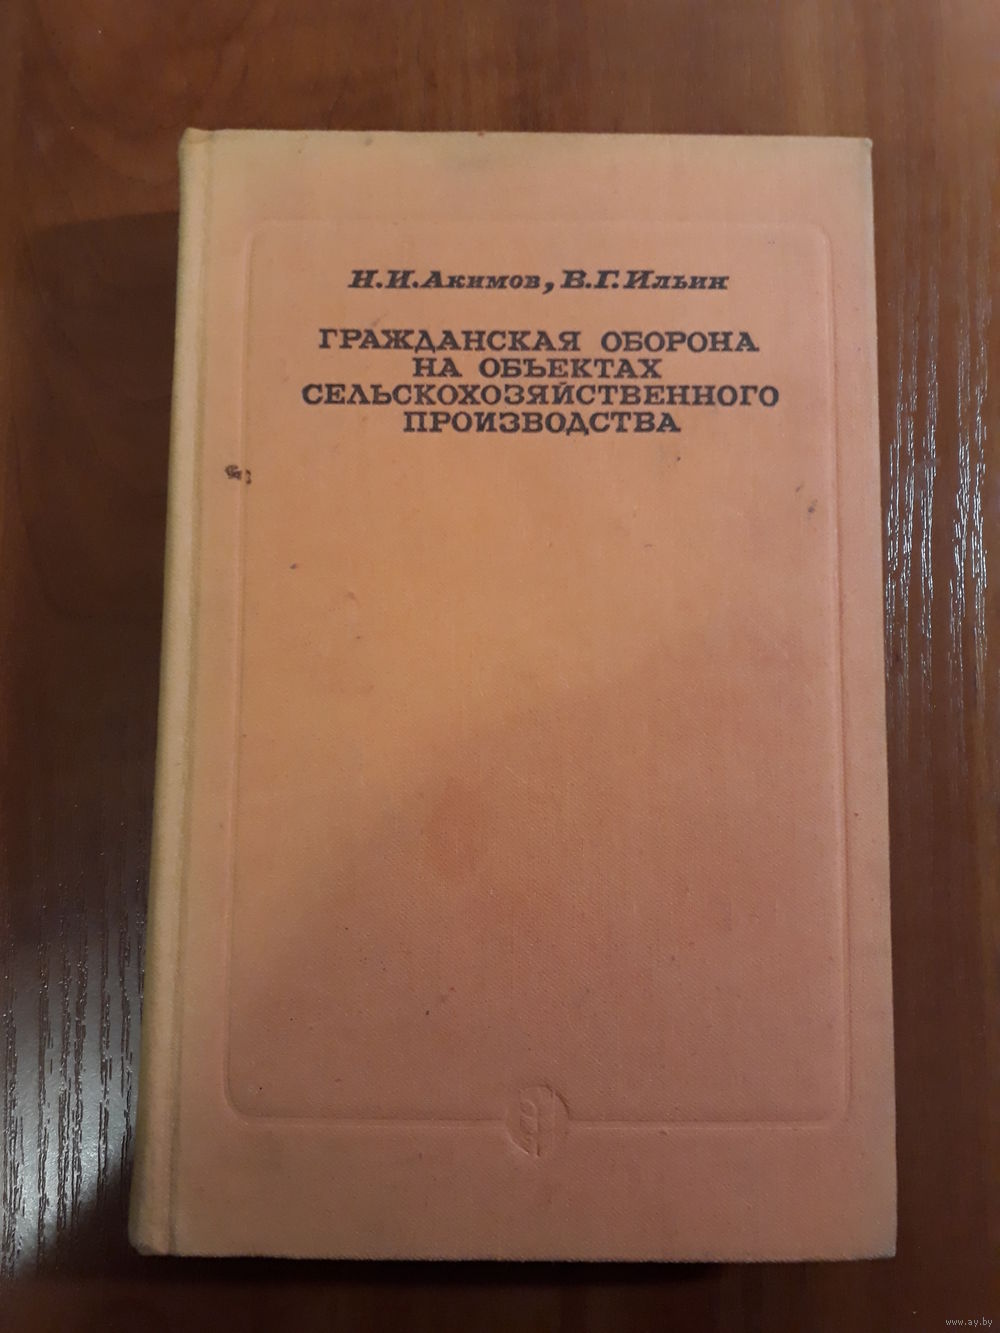 Н.И.Акимов, В.Г.Ильин
ГРАЖДАНСКАЯ ОБОРОНА
НА ОБЪЕКТАХ
СЕЛЬСКОХОЗЯЙСТВЕННОГО
ПРОИЗВОДСТВА
www.ay.by